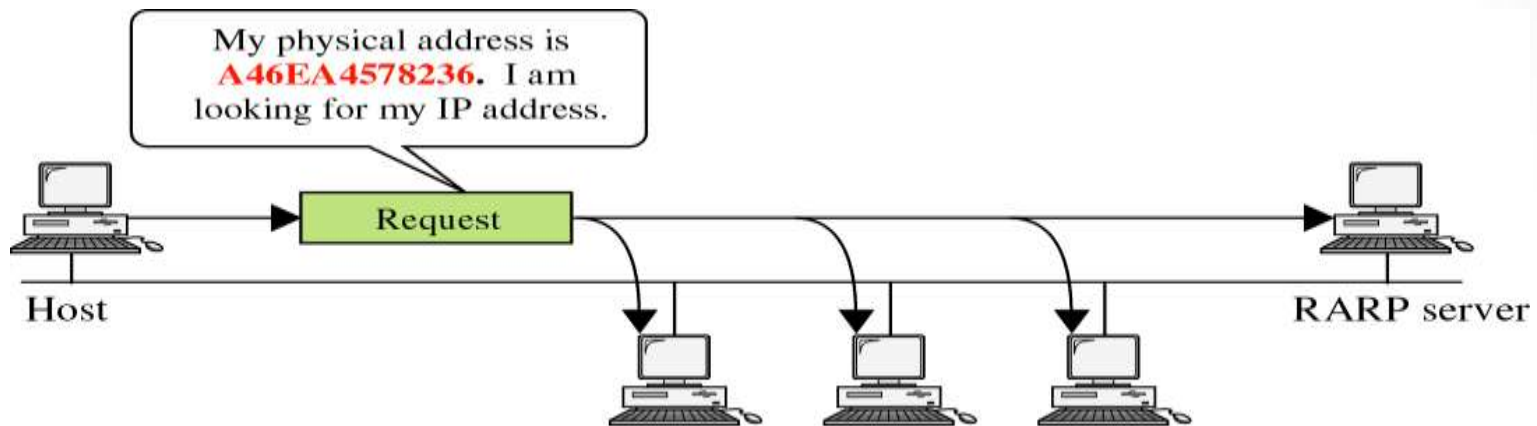 My physical address is
A46EA4578236. I am
looking for my IP address.
Request
Host
RARP server